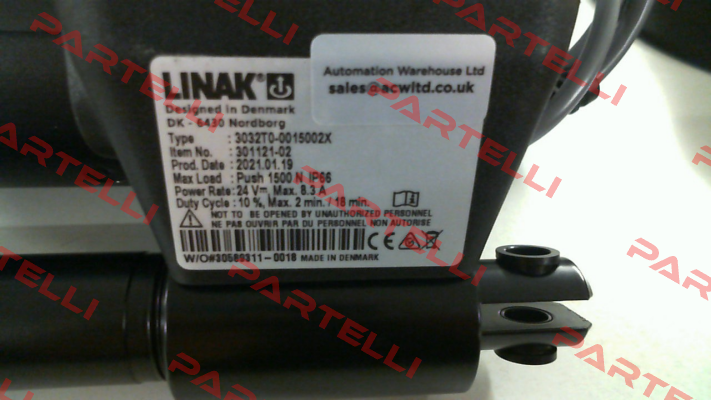 LINAK®
Designed in Denmark
DK - 6430 Nordborg
Type : 3032T0-0015002X
Item No. : 301121-02
Prod. Date : 2021.01.19
Max Load : Push 1500 N IP66
Power Rate: 24 V⎓, Max. 8.3 A
Duty Cycle : 10 %, Max. 2 min. / 18 min.
NOT TO BE OPENED BY UNAUTHORIZED PERSONNEL
NE PAS OUVRIR PAR DU PERSONNEL NON AUTORISE
CE
W/O#30589311-0018 MADE IN DENMARK
Automation Warehouse Ltd
sales@acwltd.co.uk
PARTELLI
PARTELLI
PARTELLI
PARTELLI
PARTELLI
PARTELLI